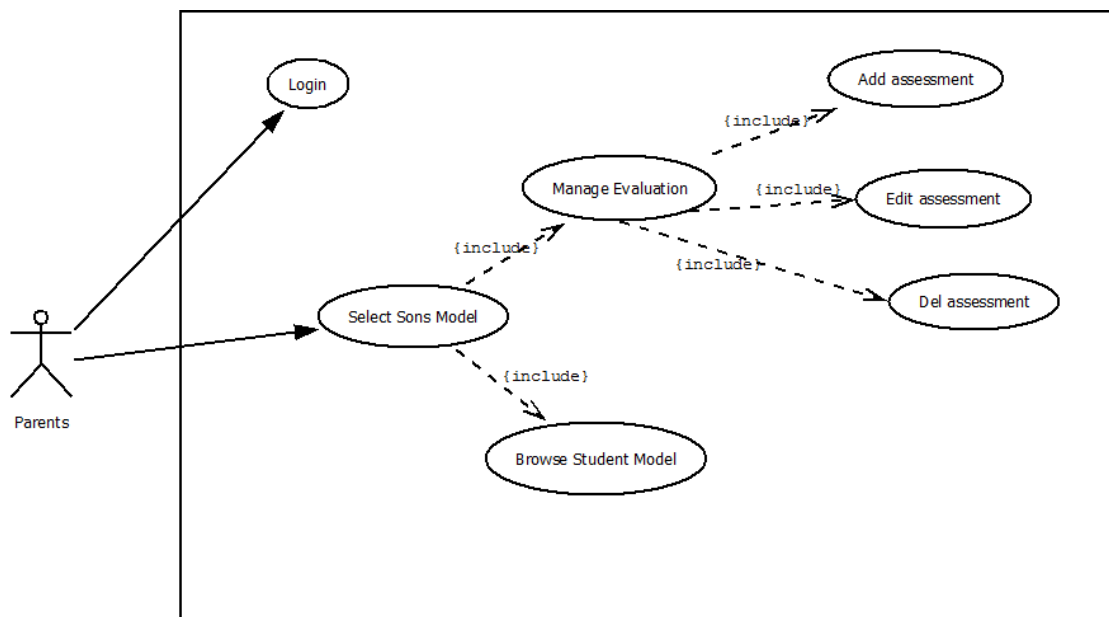 Login
Add assessment
{include}
Manage Evaluation
{include}
Edit assessment
{include}
{include}
Del assessment
Select Sons Model
{include}
Parents
Browse Student Model